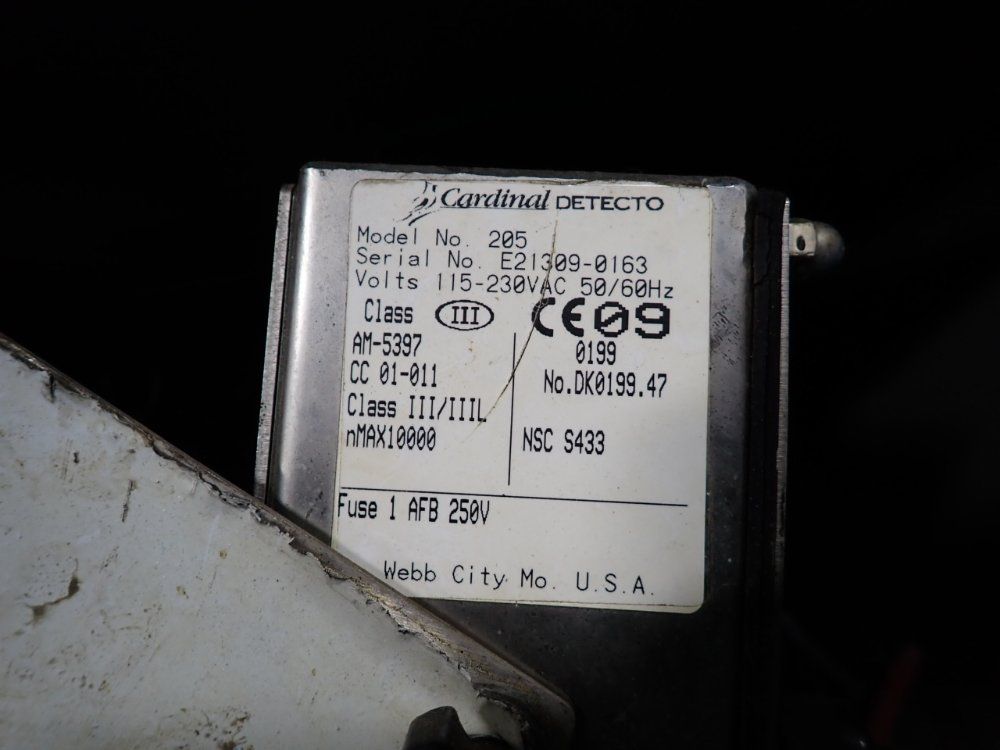 Cardinal DETECTO
Model No. 205
Serial No. E21309-0163
Volts 115-230VAC 50/60Hz
Class III CE09
AM-5397
0199
CC 01-011
No.DK0199.47
Class III/IIIL
nMAX10000
NSC S433
Fuse 1 AFB 250V
Webb City Mo. U.S.A.